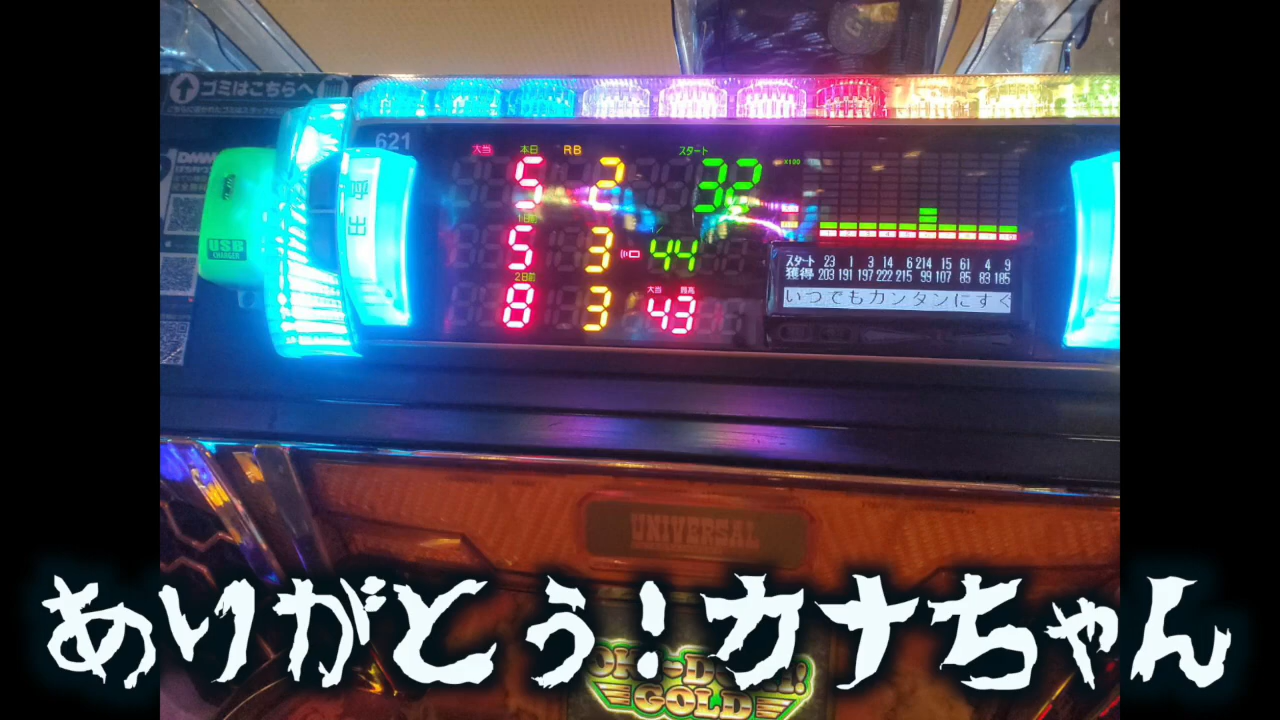 ゴミはこちらへ
621
DMM
大当 本日 RB スタート
5 2 32
x100
1日前
5 3 44
2日前
8 3
大当 最高
43
スタート 23 1 3 14 6 214 15 61 4 9
獲得 203 191 197 222 215 99 107 85 83 185
いつでもカンタンにすぐ
USB
CHARGER
UNIVERSAL
ありがとう!カナちゃん
GOLD